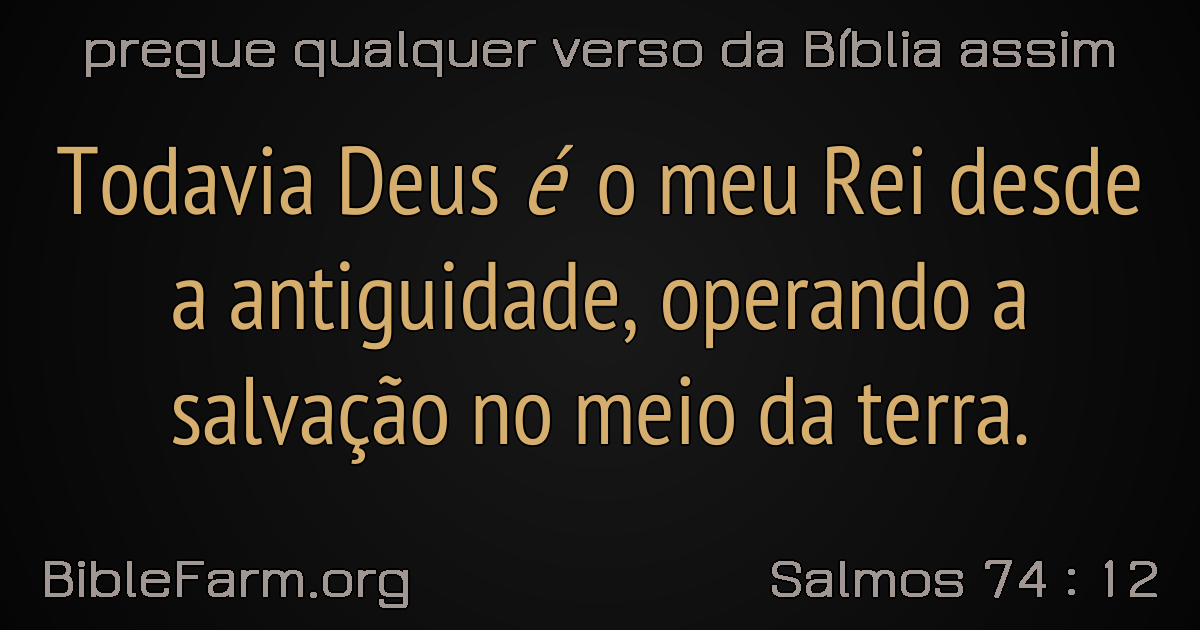 pregue qualquer verso da Bíblia assim
Todavia Deus é o meu Rei desde
a antiguidade, operando a
salvação no meio da terra.
BibleFarm.org
Salmos 74 : 12